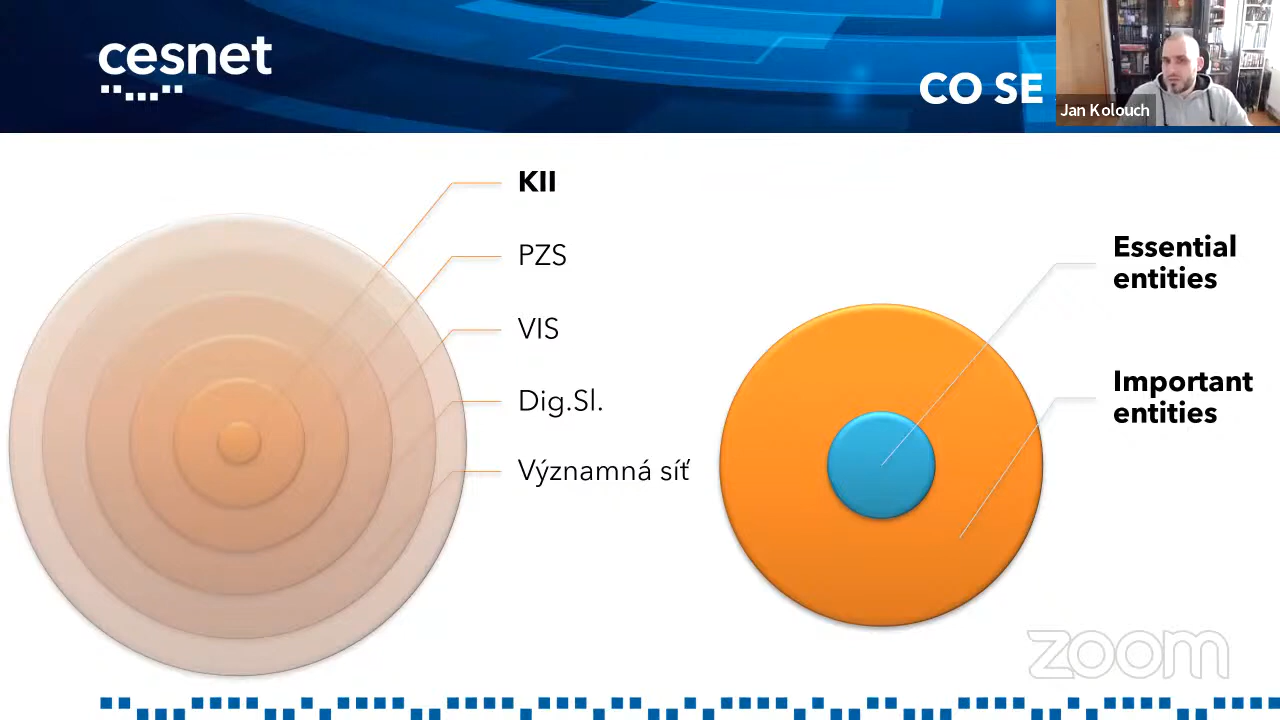 cesnet
CO SE
Jan Kolouch
KII
PZS
VIS
Dig.Sl.
Významná síť
Essential
entities
Important
entities
zoom